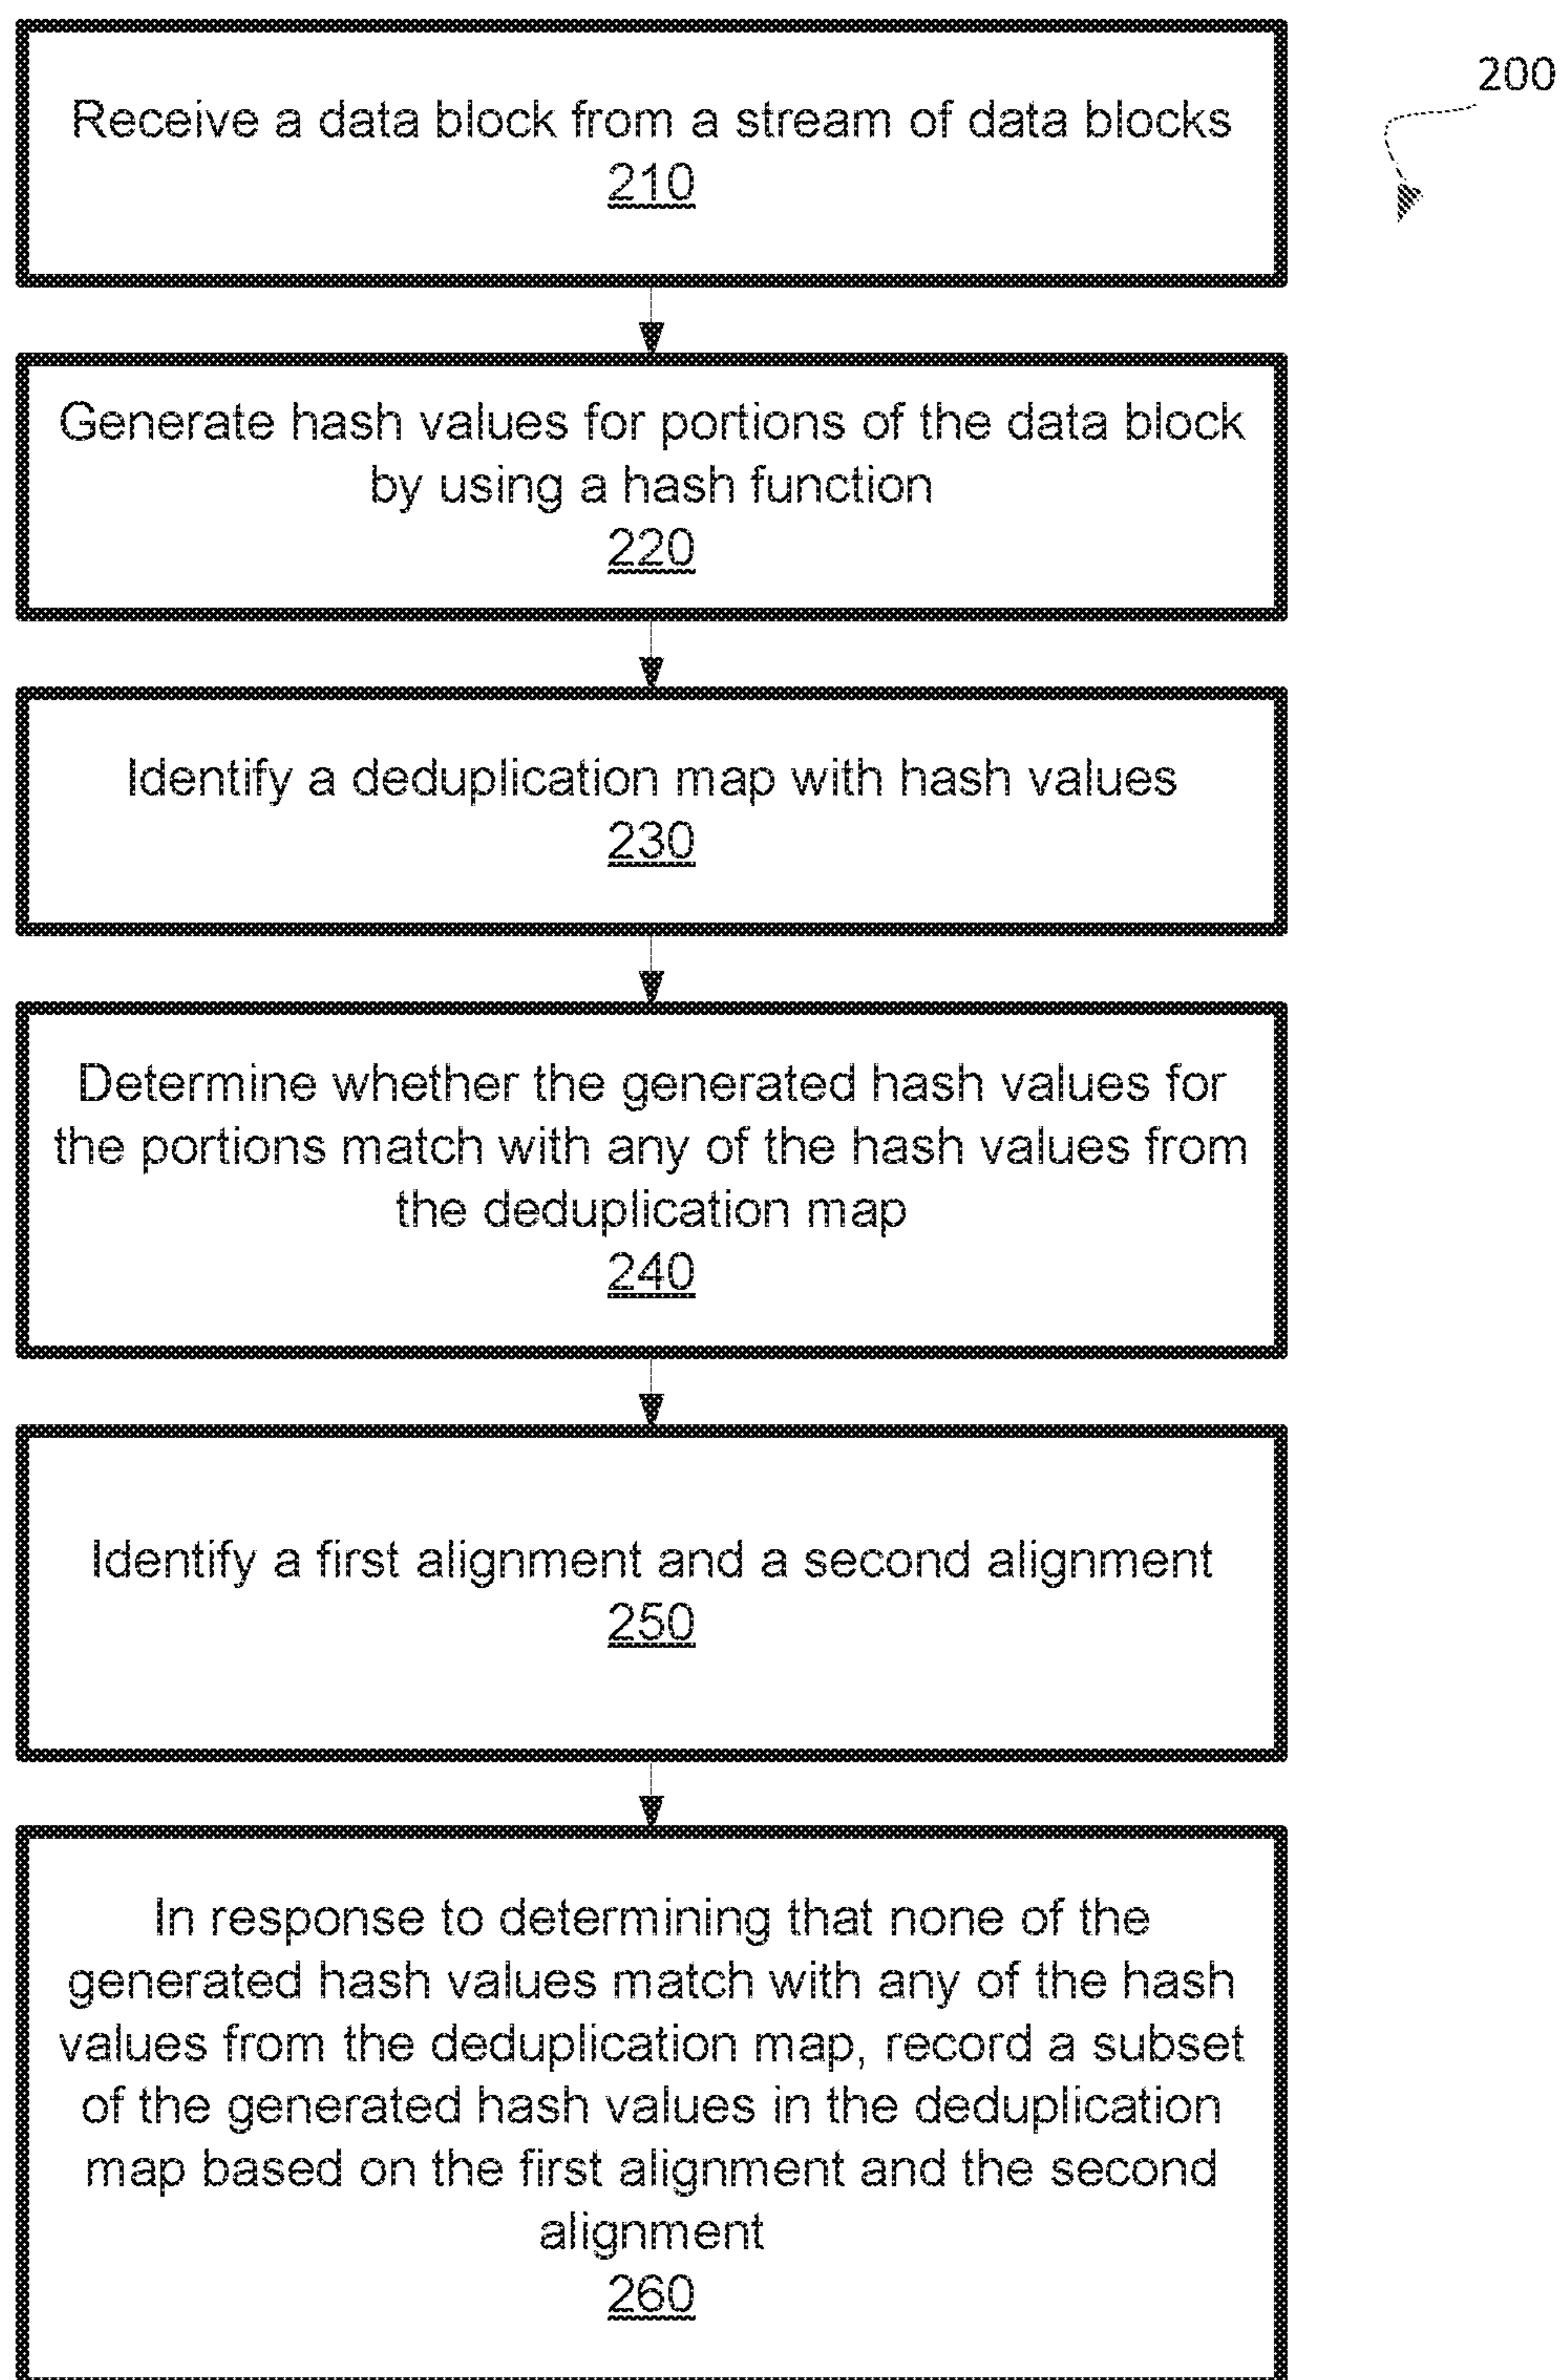 200
Receive a data block from a stream of data blocks
210
Generate hash values for portions of the data block
by using a hash function
220
Identify a deduplication map with hash values
230
Determine whether the generated hash values for
the portions match with any of the hash values from
the deduplication map
240
Identify a first alignment and a second alignment
250
In response to determining that none of the
generated hash values match with any of the hash
values from the deduplication map, record a subset
of the generated hash values in the deduplication
map based on the first alignment and the second
alignment
260